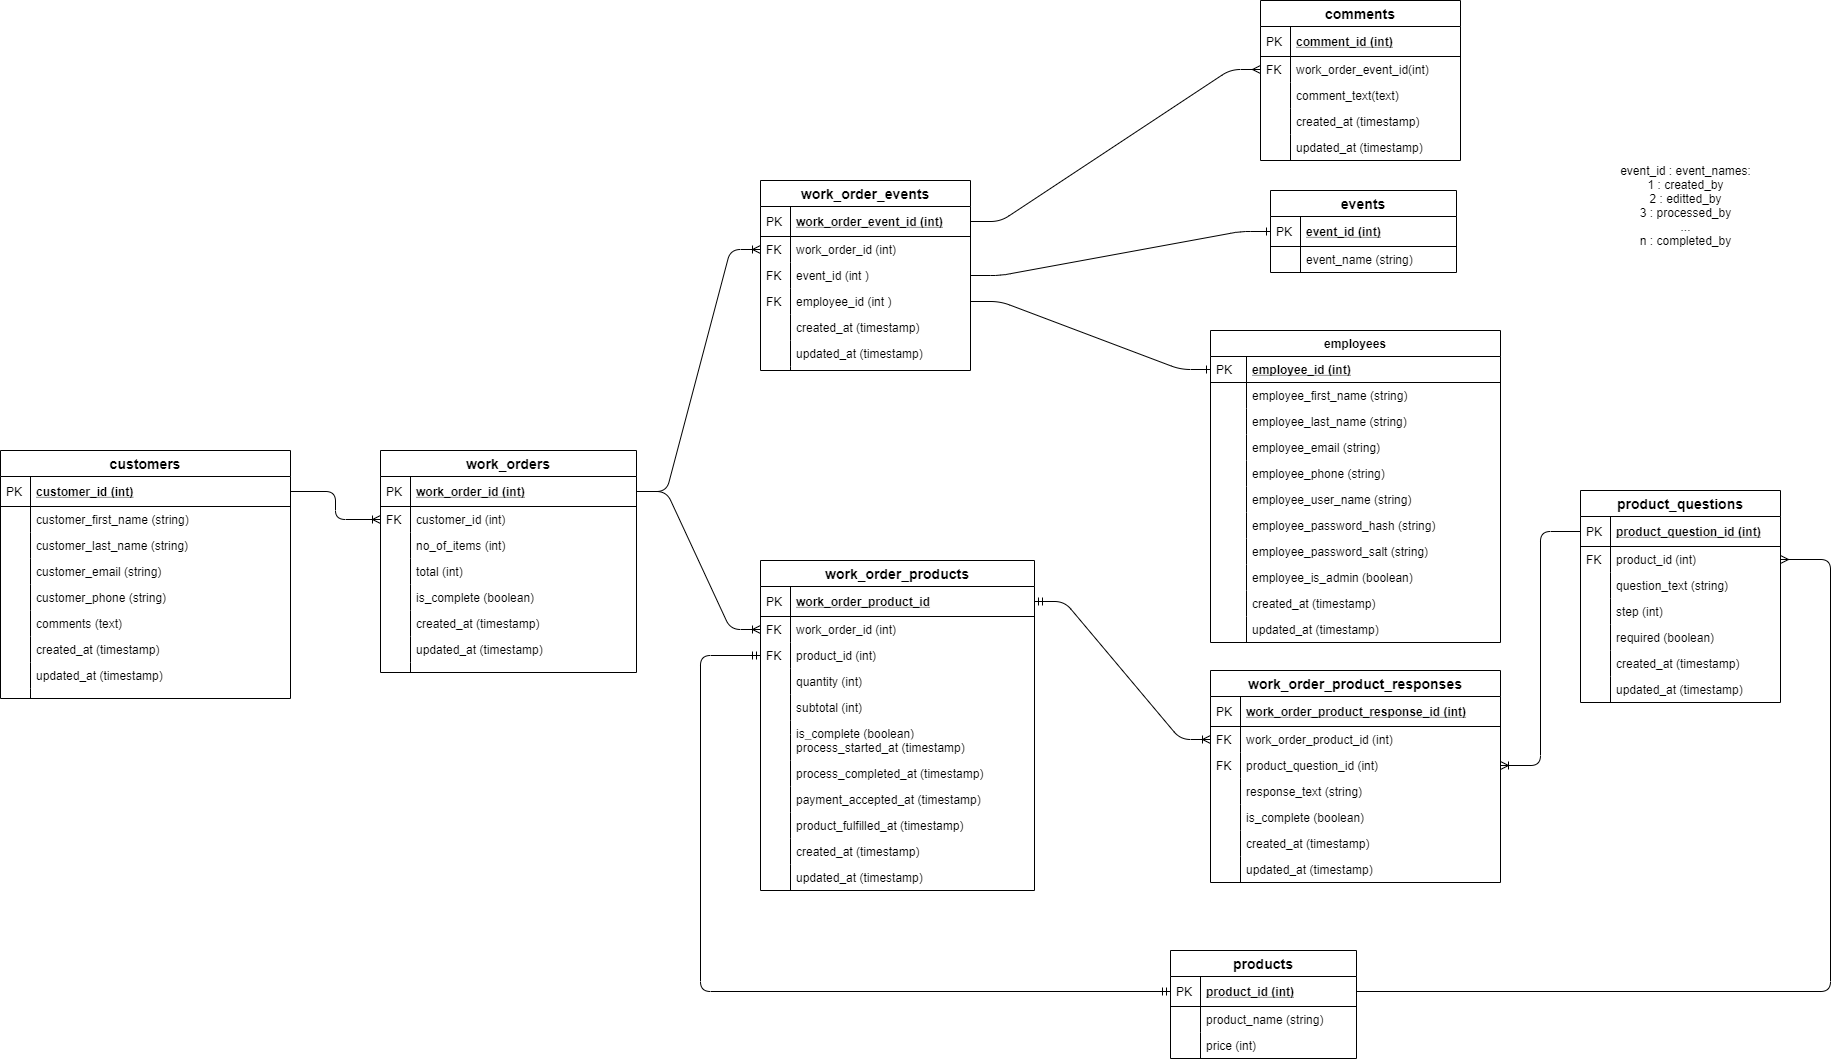 comments
PK comment_id (int)
FK work_order_event_id(int)
comment_text(text)
created_at (timestamp)
updated_at (timestamp)
event_id : event_names:
1 : created_by
2 : editted_by
3 : processed_by
...
n : completed_by
work_order_events
PK work_order_event_id (int)
FK work_order_id (int)
FK event_id (int )
FK employee_id (int )
created_at (timestamp)
updated_at (timestamp)
events
PK event_id (int)
event_name (string)
employees
PK employee_id (int)
employee_first_name (string)
employee_last_name (string)
employee_email (string)
employee_phone (string)
employee_user_name (string)
employee_password_hash (string)
employee_password_salt (string)
employee_is_admin (boolean)
created_at (timestamp)
updated_at (timestamp)
customers
PK customer_id (int)
customer_first_name (string)
customer_last_name (string)
customer_email (string)
customer_phone (string)
comments (text)
created_at (timestamp)
updated_at (timestamp)
work_orders
PK work_order_id (int)
FK customer_id (int)
no_of_items (int)
total (int)
is_complete (boolean)
created_at (timestamp)
updated_at (timestamp)
work_order_products
PK work_order_product_id
FK work_order_id (int)
FK product_id (int)
quantity (int)
subtotal (int)
is_complete (boolean)
process_started_at (timestamp)
process_completed_at (timestamp)
payment_accepted_at (timestamp)
product_fulfilled_at (timestamp)
created_at (timestamp)
updated_at (timestamp)
work_order_product_responses
PK work_order_product_response_id (int)
FK work_order_product_id (int)
FK product_question_id (int)
response_text (string)
is_complete (boolean)
created_at (timestamp)
updated_at (timestamp)
product_questions
PK product_question_id (int)
FK product_id (int)
question_text (string)
step (int)
required (boolean)
created_at (timestamp)
updated_at (timestamp)
products
PK product_id (int)
product_name (string)
price (int)